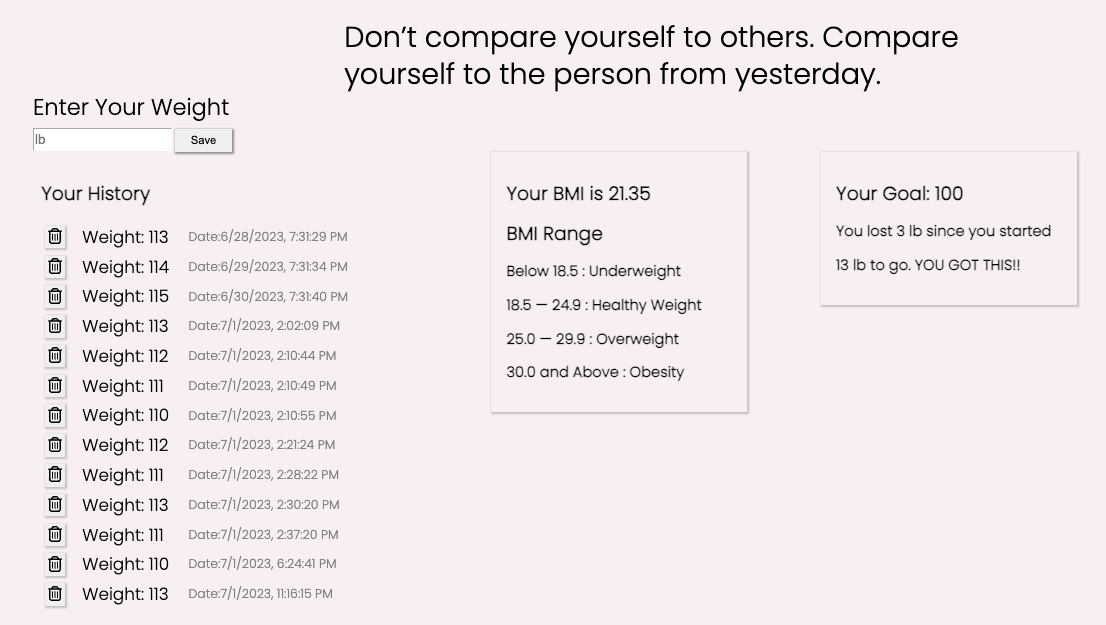 Don’t compare yourself to others. Compare
yourself to the person from yesterday.
Enter Your Weight
lb
Save
Your History
Weight: 113 Date:6/28/2023, 7:31:29 PM
Weight: 114 Date:6/29/2023, 7:31:34 PM
Weight: 115 Date:6/30/2023, 7:31:40 PM
Weight: 113 Date:7/1/2023, 2:02:09 PM
Weight: 112 Date:7/1/2023, 2:10:44 PM
Weight: 111 Date:7/1/2023, 2:10:49 PM
Weight: 110 Date:7/1/2023, 2:10:55 PM
Weight: 112 Date:7/1/2023, 2:21:24 PM
Weight: 111 Date:7/1/2023, 2:28:22 PM
Weight: 113 Date:7/1/2023, 2:30:20 PM
Weight: 111 Date:7/1/2023, 2:37:20 PM
Weight: 110 Date:7/1/2023, 6:24:41 PM
Weight: 113 Date:7/1/2023, 11:16:15 PM
Your BMI is 21.35
BMI Range
Below 18.5 : Underweight
18.5 — 24.9 : Healthy Weight
25.0 — 29.9 : Overweight
30.0 and Above : Obesity
Your Goal: 100
You lost 3 lb since you started
13 lb to go. YOU GOT THIS!!